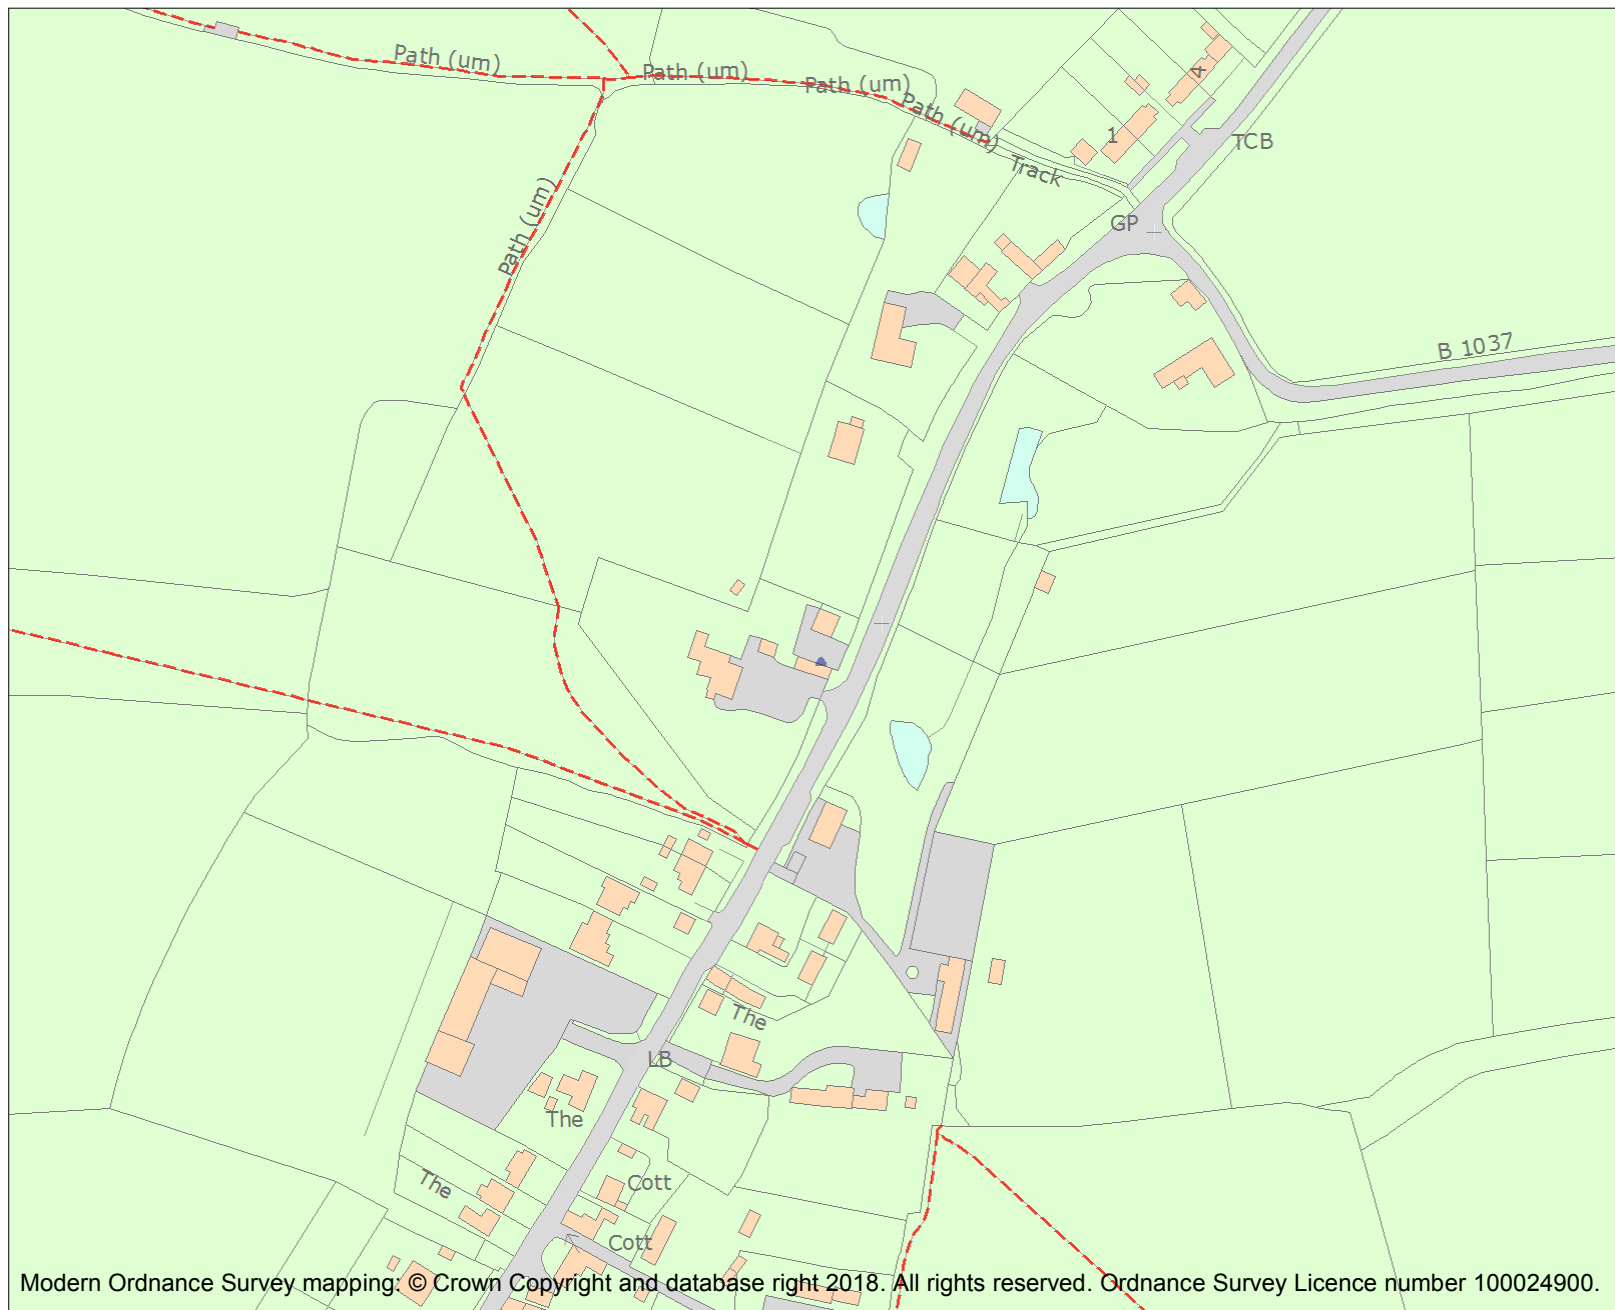 Path (um)
Path (um)
Path (um)
Path (um)
4
1
TCB
Track
Path (um)
GP
B 1037
The
LB
The
The
Cott
Cott
Modern Ordnance Survey mapping: © Crown Copyright and database right 2018. All rights reserved. Ordnance Survey Licence number 100024900.